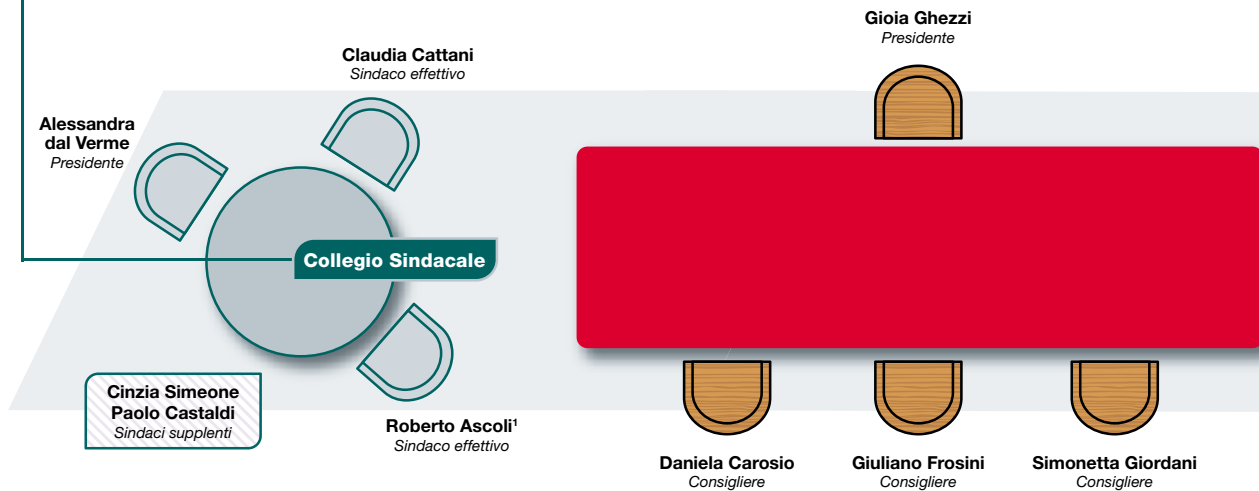 Gioia Ghezzi
Presidente
Claudia Cattani
Sindaco effettivo
Alessandra
dal Verme
Presidente
Collegio Sindacale
Cinzia Simeone
Paolo Castaldi
Sindaci supplenti
Roberto Ascoli¹
Sindaco effettivo
Daniela Carosio
Consigliere
Giuliano Frosini
Consigliere
Simonetta Giordani
Consigliere